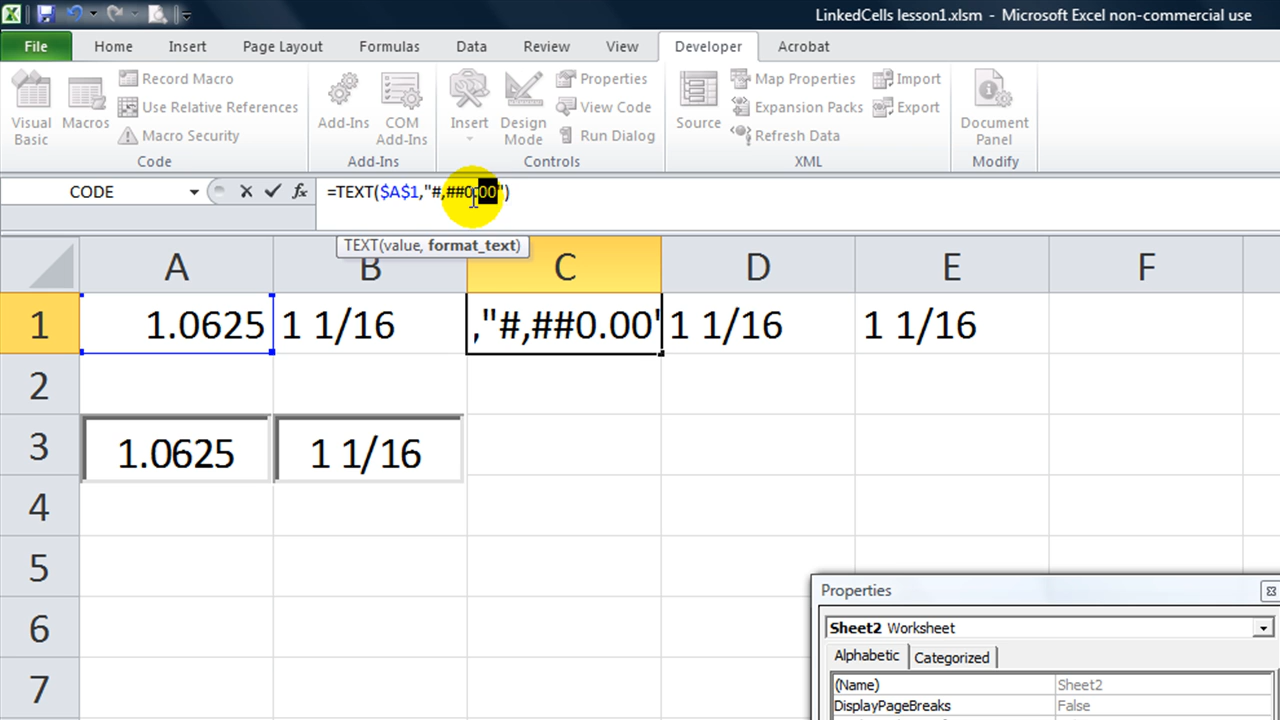 LinkedCells lesson1.xlsm - Microsoft Excel non-commercial use
File Home Insert Page Layout Formulas Data Review View Developer Acrobat
Visual Basic
Macros
Record Macro
Use Relative References
Macro Security
Code
Add-Ins
COM Add-Ins
Add-Ins
Insert
Design Mode
Properties
View Code
Run Dialog
Controls
Source
Map Properties
Expansion Packs
Refresh Data
Import
Export
XML
Document Panel
Modify
CODE
fx
=TEXT($A$1,"#,##0.00")
TEXT(value, format_text)
A B C D E F
1 1.0625 1 1/16 ,"#,##0.00" 1 1/16 1 1/16
2
3 1.0625 1 1/16
4
5
6
7
Properties
Sheet2 Worksheet
Alphabetic Categorized
(Name) Sheet2
DisplayPageBreaks False